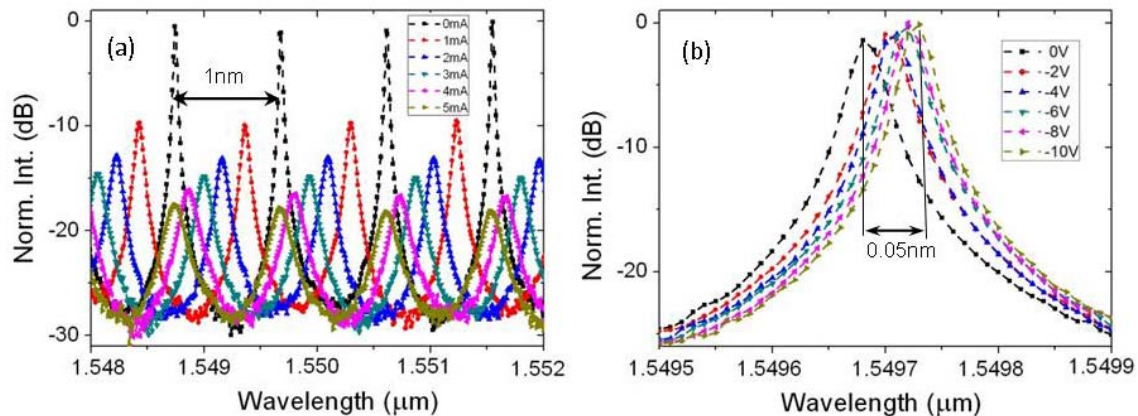 (a)
0mA
1mA
2mA
3mA
4mA
5mA
1nm
0
-10
-20
-30
Norm. Int. (dB)
1.548 1.549 1.550 1.551 1.552
Wavelength (μm)
(b)
0V
-2V
-4V
-6V
-8V
-10V
0.05nm
0
-10
-20
Norm. Int. (dB)
1.5495 1.5496 1.5497 1.5498 1.5499
Wavelength (μm)